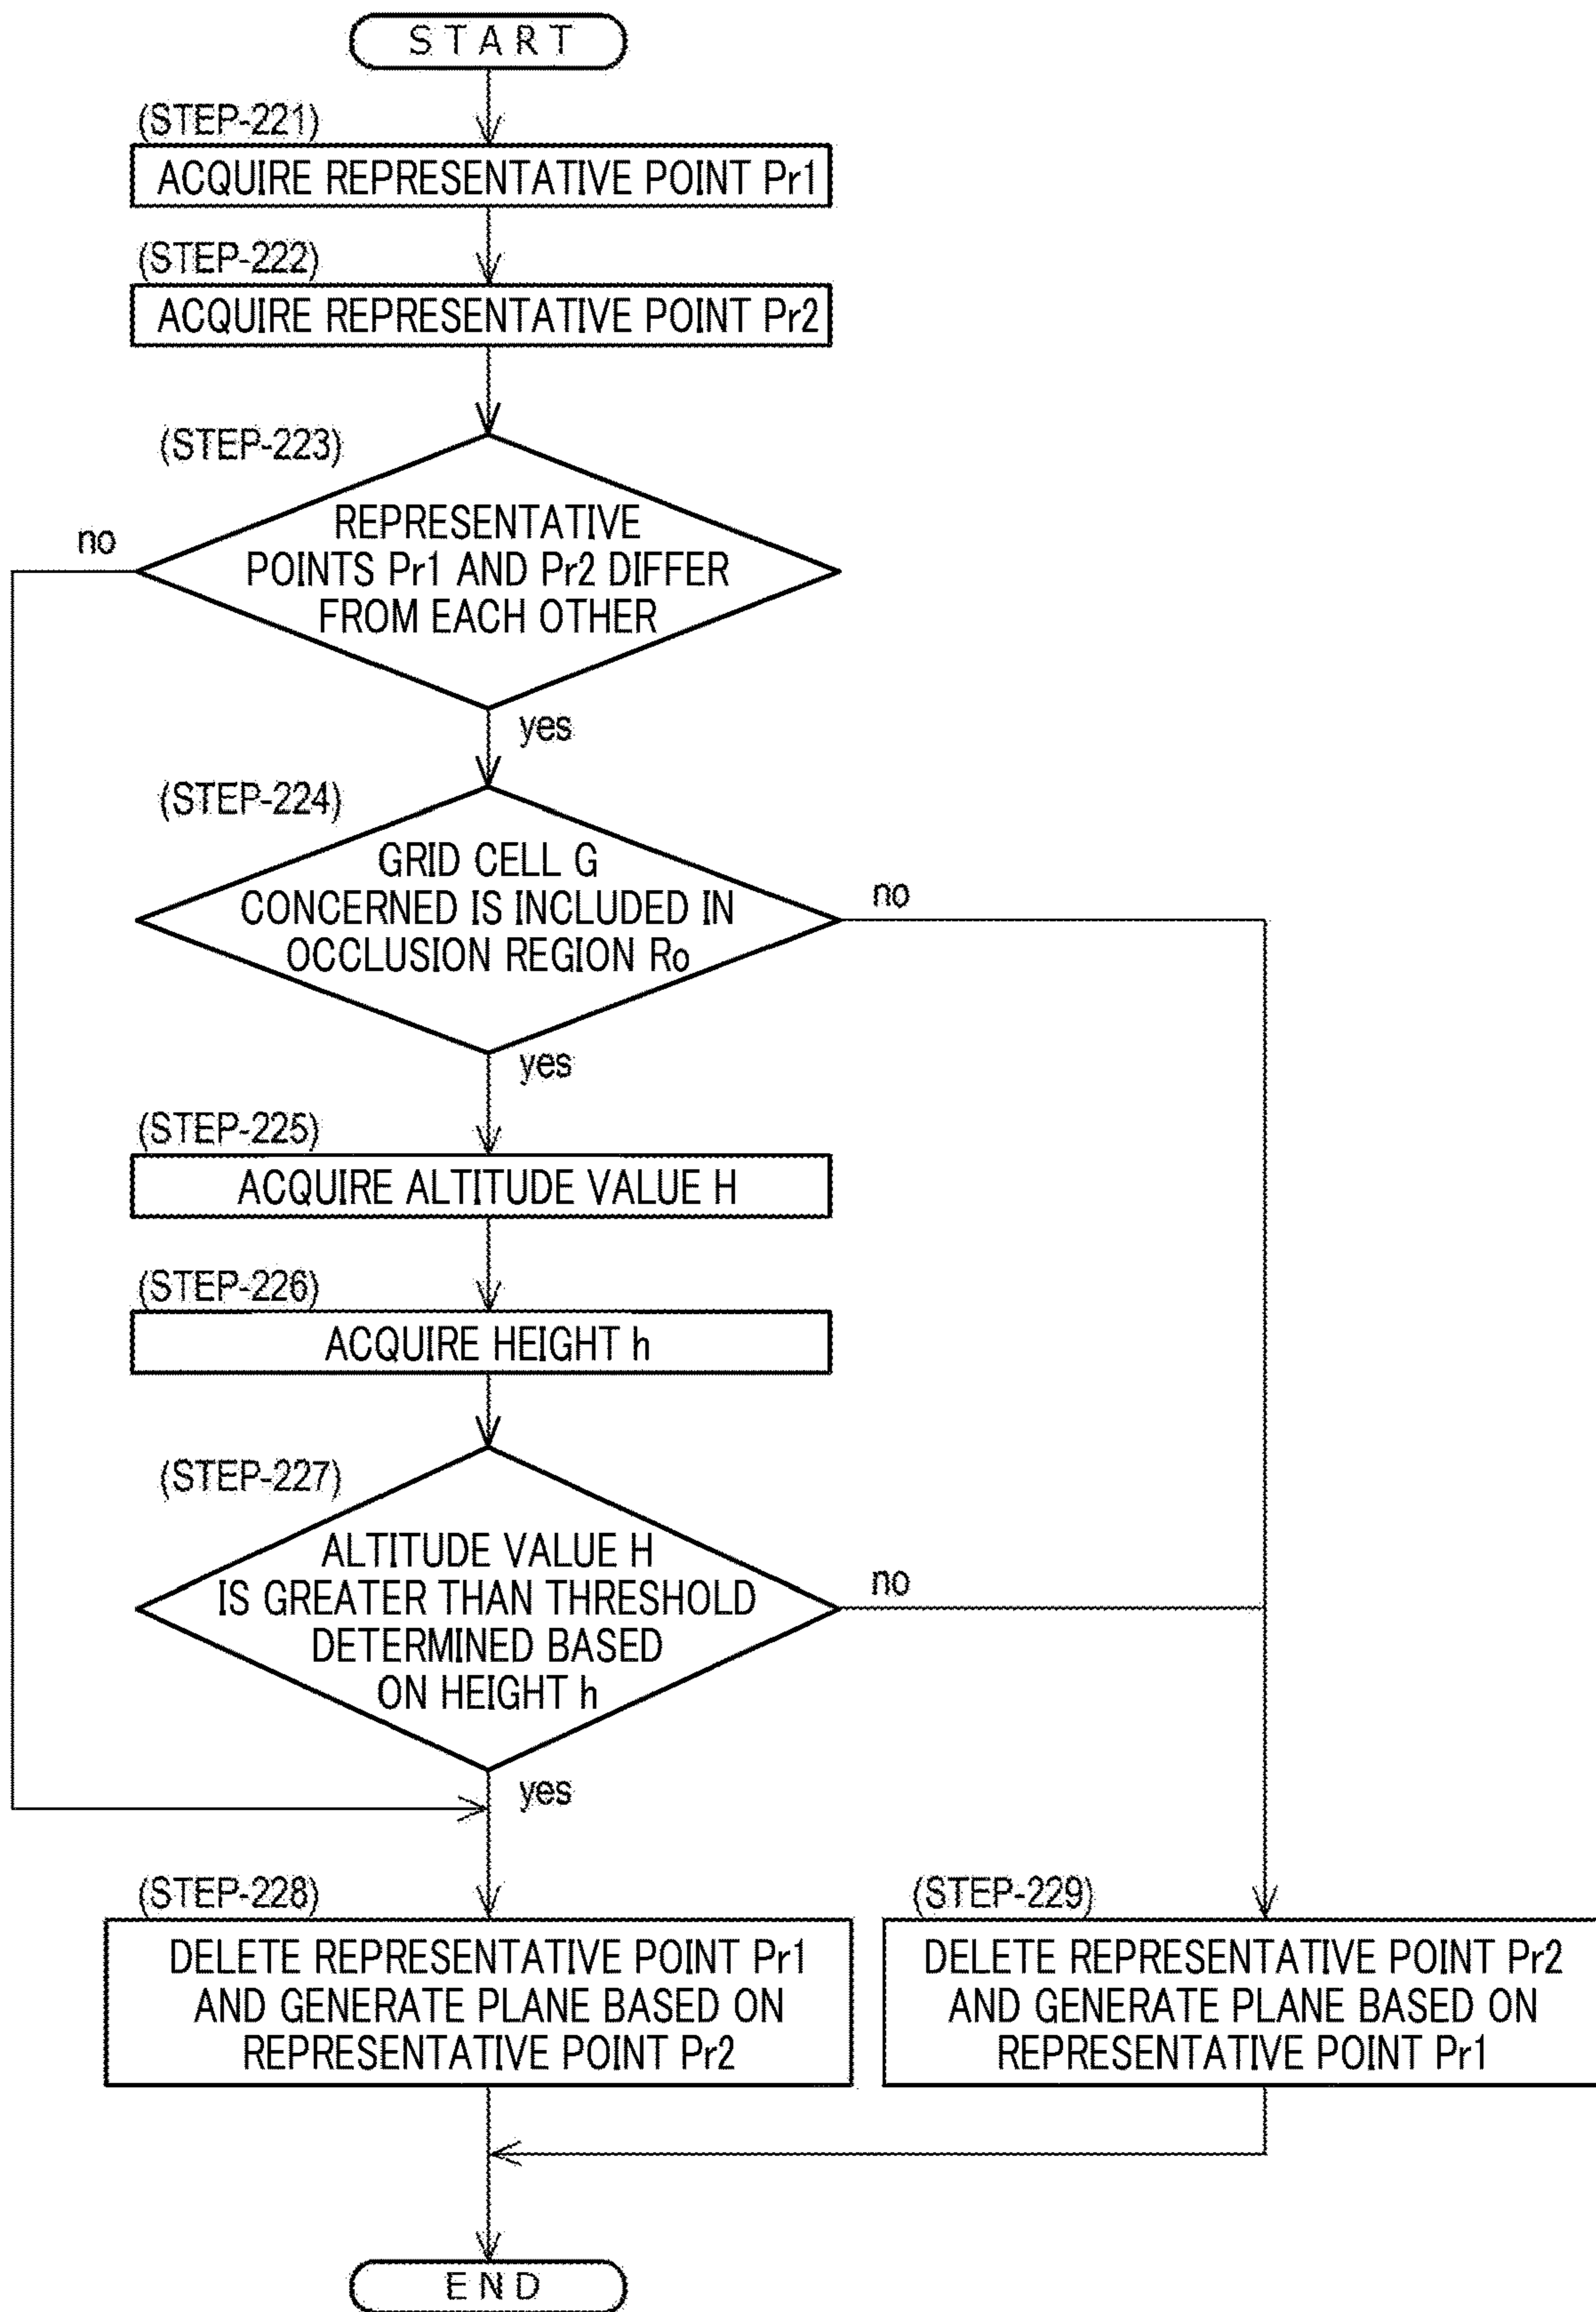 START
(STEP-221)
ACQUIRE REPRESENTATIVE POINT Pr1
(STEP-222)
ACQUIRE REPRESENTATIVE POINT Pr2
(STEP-223)
REPRESENTATIVE
POINTS Pr1 AND Pr2 DIFFER
FROM EACH OTHER
no
yes
(STEP-224)
GRID CELL G
CONCERNED IS INCLUDED IN
OCCLUSION REGION Ro
no
yes
(STEP-225)
ACQUIRE ALTITUDE VALUE H
(STEP-226)
ACQUIRE HEIGHT h
(STEP-227)
ALTITUDE VALUE H
IS GREATER THAN THRESHOLD
DETERMINED BASED
ON HEIGHT h
no
yes
(STEP-228)
DELETE REPRESENTATIVE POINT Pr1
AND GENERATE PLANE BASED ON
REPRESENTATIVE POINT Pr2
(STEP-229)
DELETE REPRESENTATIVE POINT Pr2
AND GENERATE PLANE BASED ON
REPRESENTATIVE POINT Pr1
END